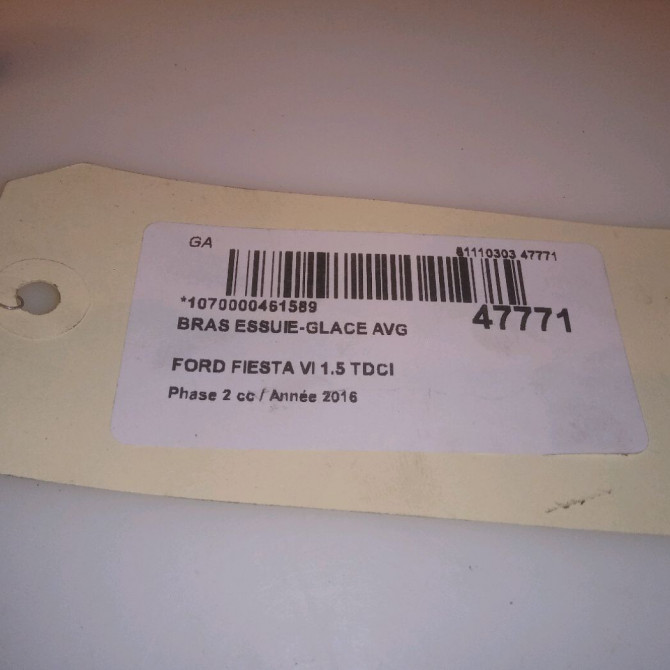 GA
61110303 47771
*1070000461589
47771
BRAS ESSUIE-GLACE AVG
FORD FIESTA VI 1.5 TDCI
Phase 2 cc / Année 2016